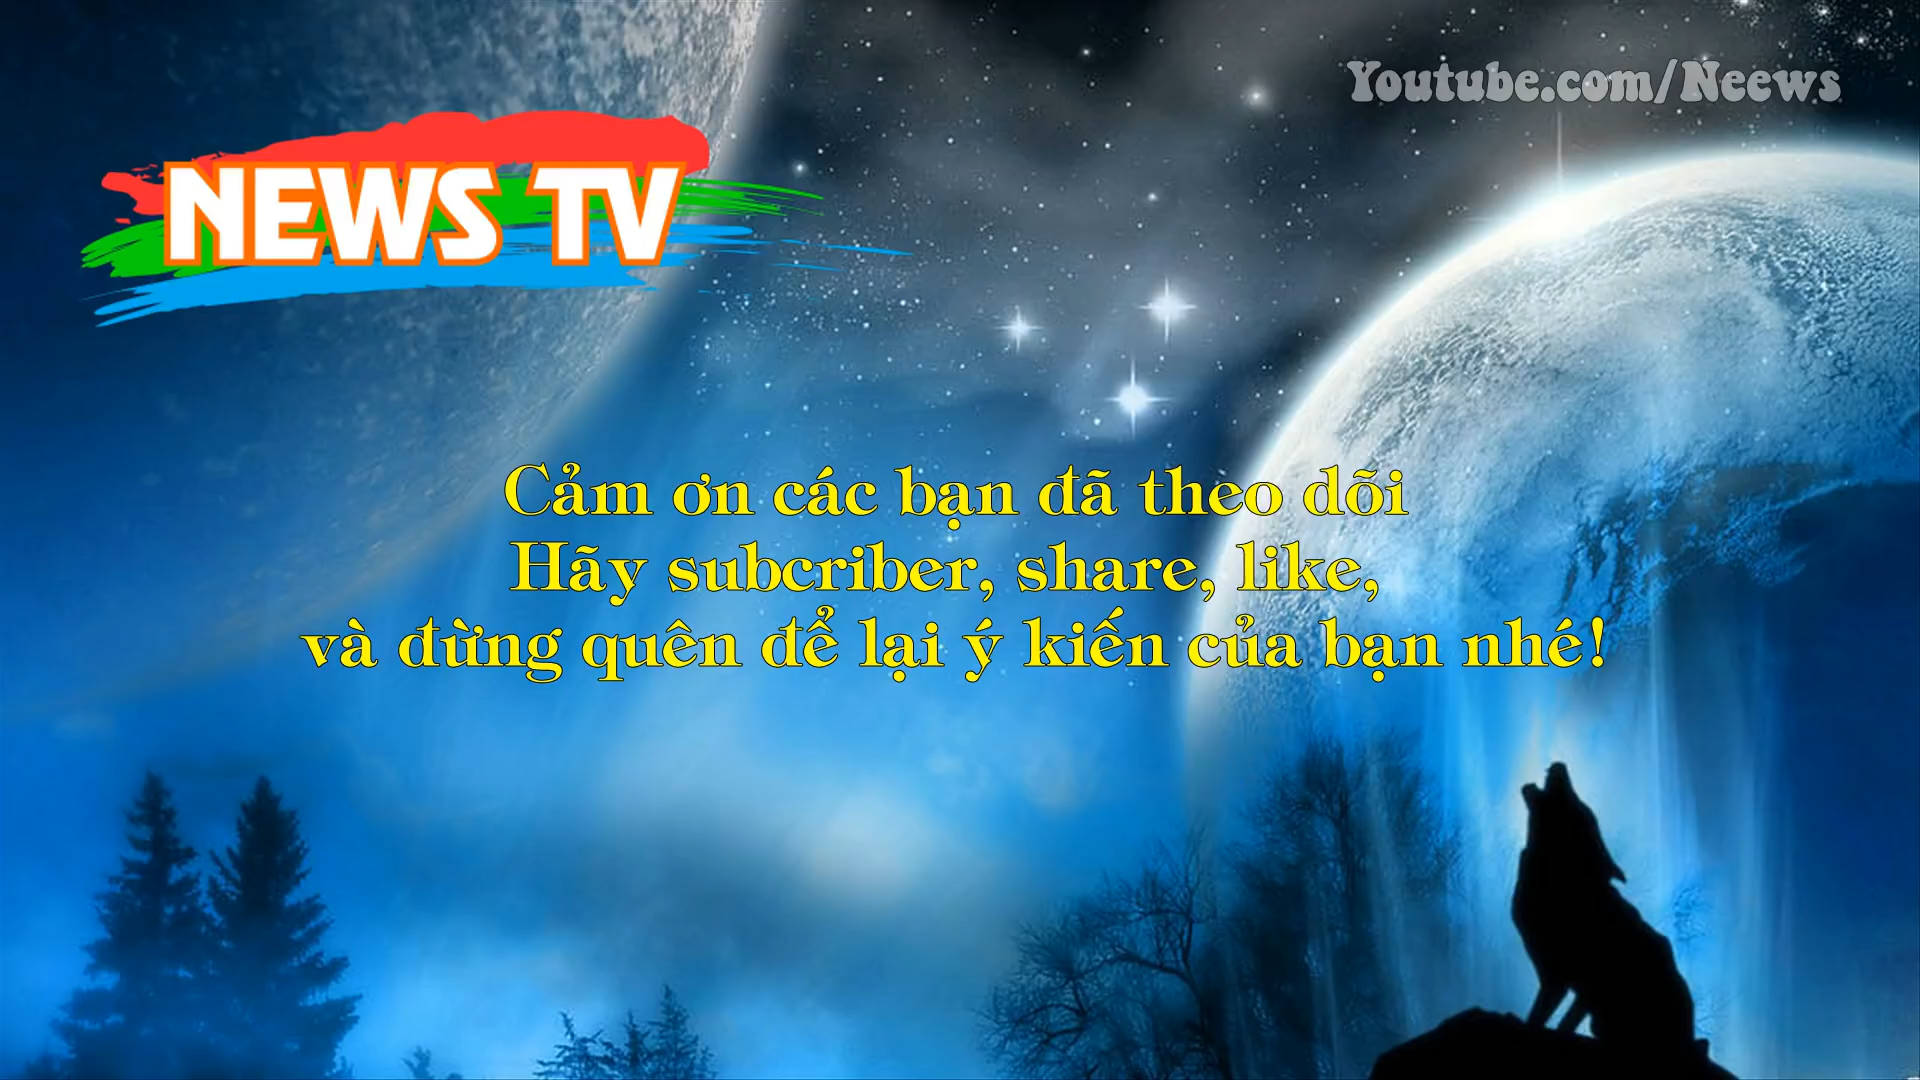 Youtube.com/Neews
NEWS TV
Cảm ơn các bạn đã theo dõi
Hãy subcriber, share, like,
và đừng quên để lại ý kiến của bạn nhé!